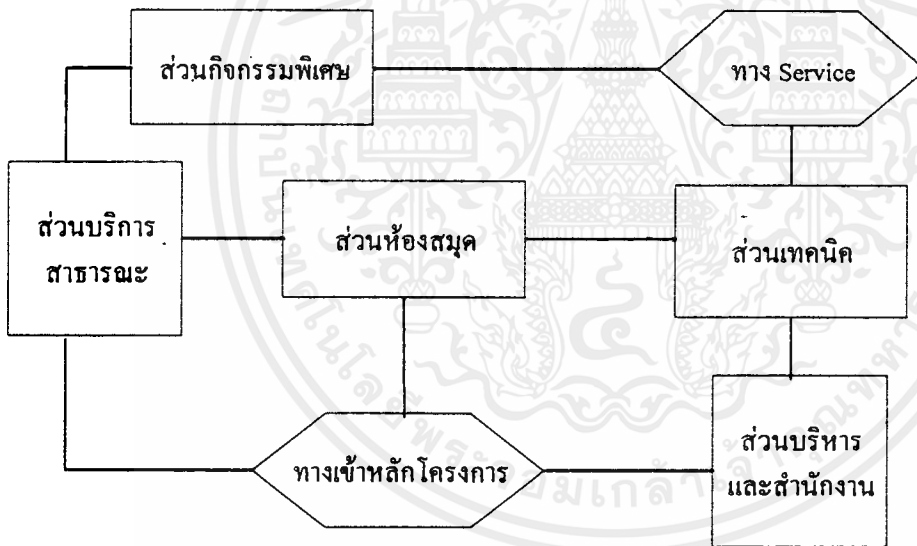 ส่วนกิจกรรมพิเศษ
ทาง Service
ส่วนบริการ
สาธารณะ
ส่วนห้องสมุด
ส่วนเทคนิค
ทางเข้าหลักโครงการ
ส่วนบริหาร
และสำนักงาน